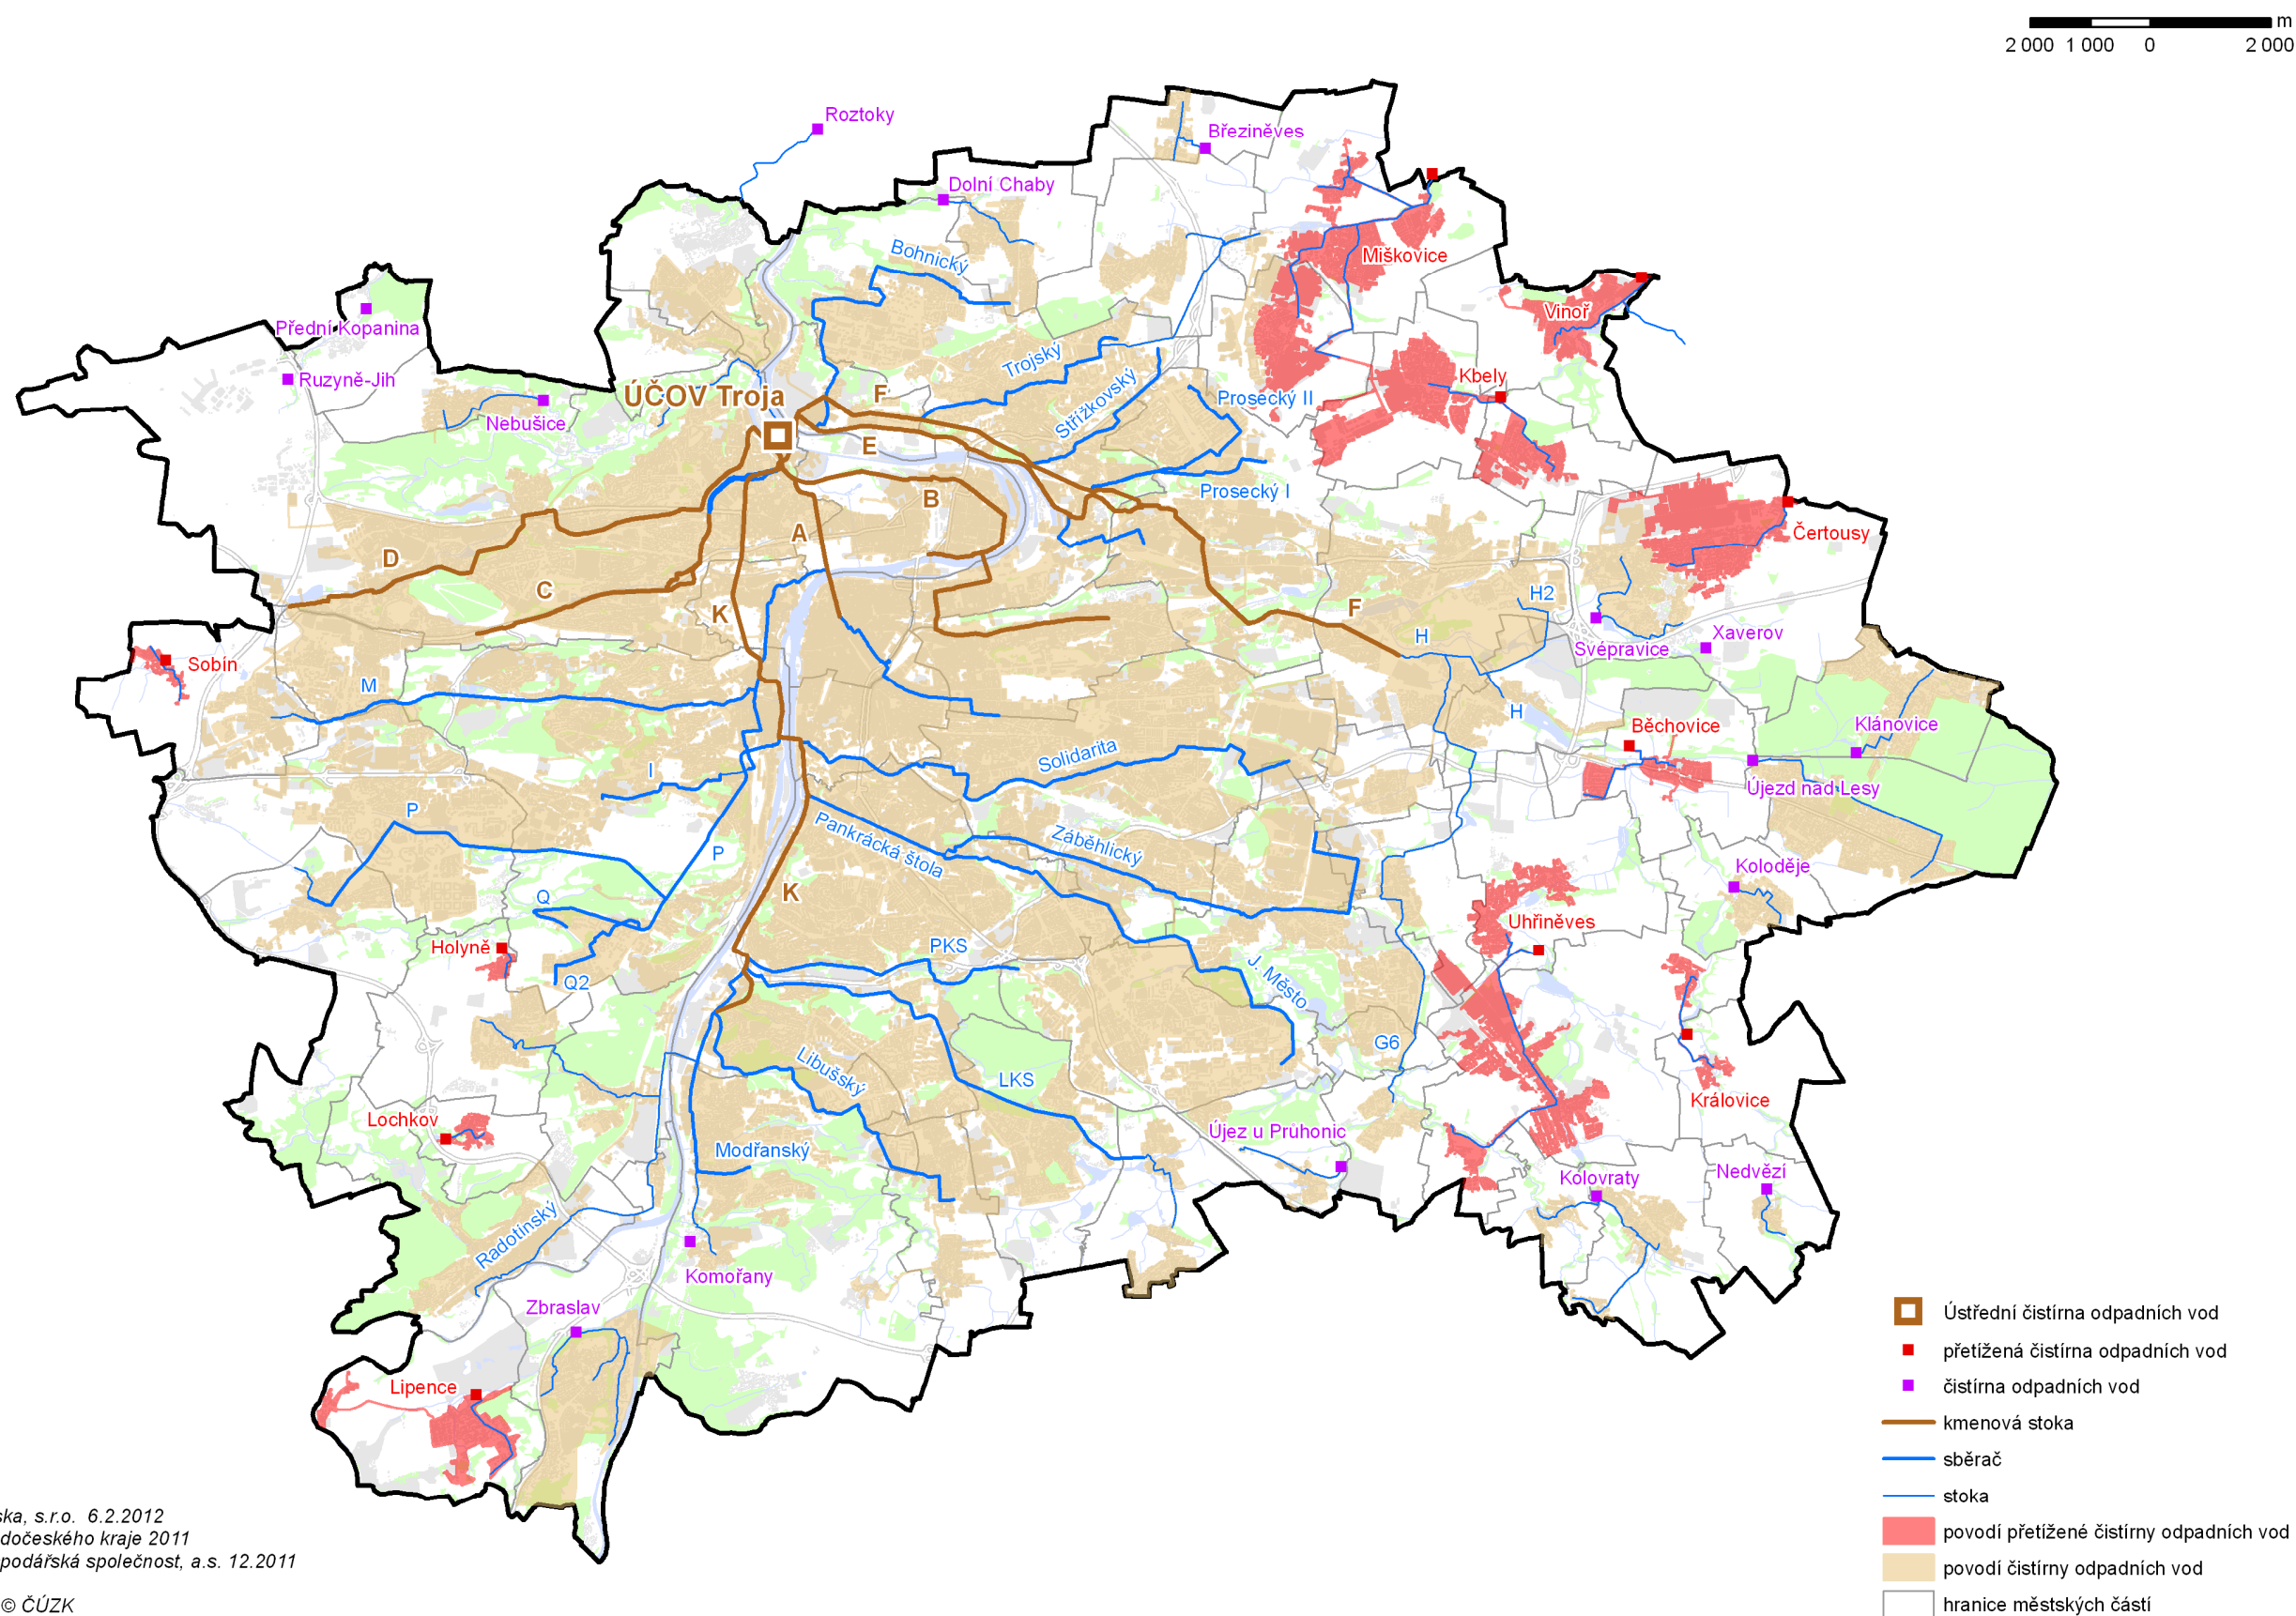 m
2 000 1 000 0 2 000
Roztoky
Březiněves
Dolní Chaby
Bohnický
Miškovice
Přední Kopanina
Vinoř
Ruzyně-Jih
Trojský
ÚČOV Troja
F
Střížkovský
Kbely
Prosecký II
Nebušice
E
B
Prosecký I
A
Čertousy
D
C
K
H2
F
H
Svépravice
Xaverov
Sobín
M
H
Běchovice
Klánovice
Solidarita
I
Újezd nad Lesy
P
Pankrácká štola
Záběhlický
P
Koloděje
K
Q
Uhřiněves
Holyně
PKS
Q2
J. Město
G6
Libušský
LKS
Královice
Lochkov
Újez u Pruhonic
Modřanský
Kolovraty
Nedvězí
Radotínský
Komořany
Zbraslav
Lipence
Ústřední čistírna odpadních vod
přetížená čistírna odpadních vod
čistírna odpadních vod
kmenová stoka
sběrač
stoka
povodí přetížené čistírny odpadních vod
povodí čistírny odpadních vod
hranice městských částí
ska, s.r.o. 6.2.2012
dočeského kraje 2011
podářská společnost, a.s. 12.2011
© ČÚZK